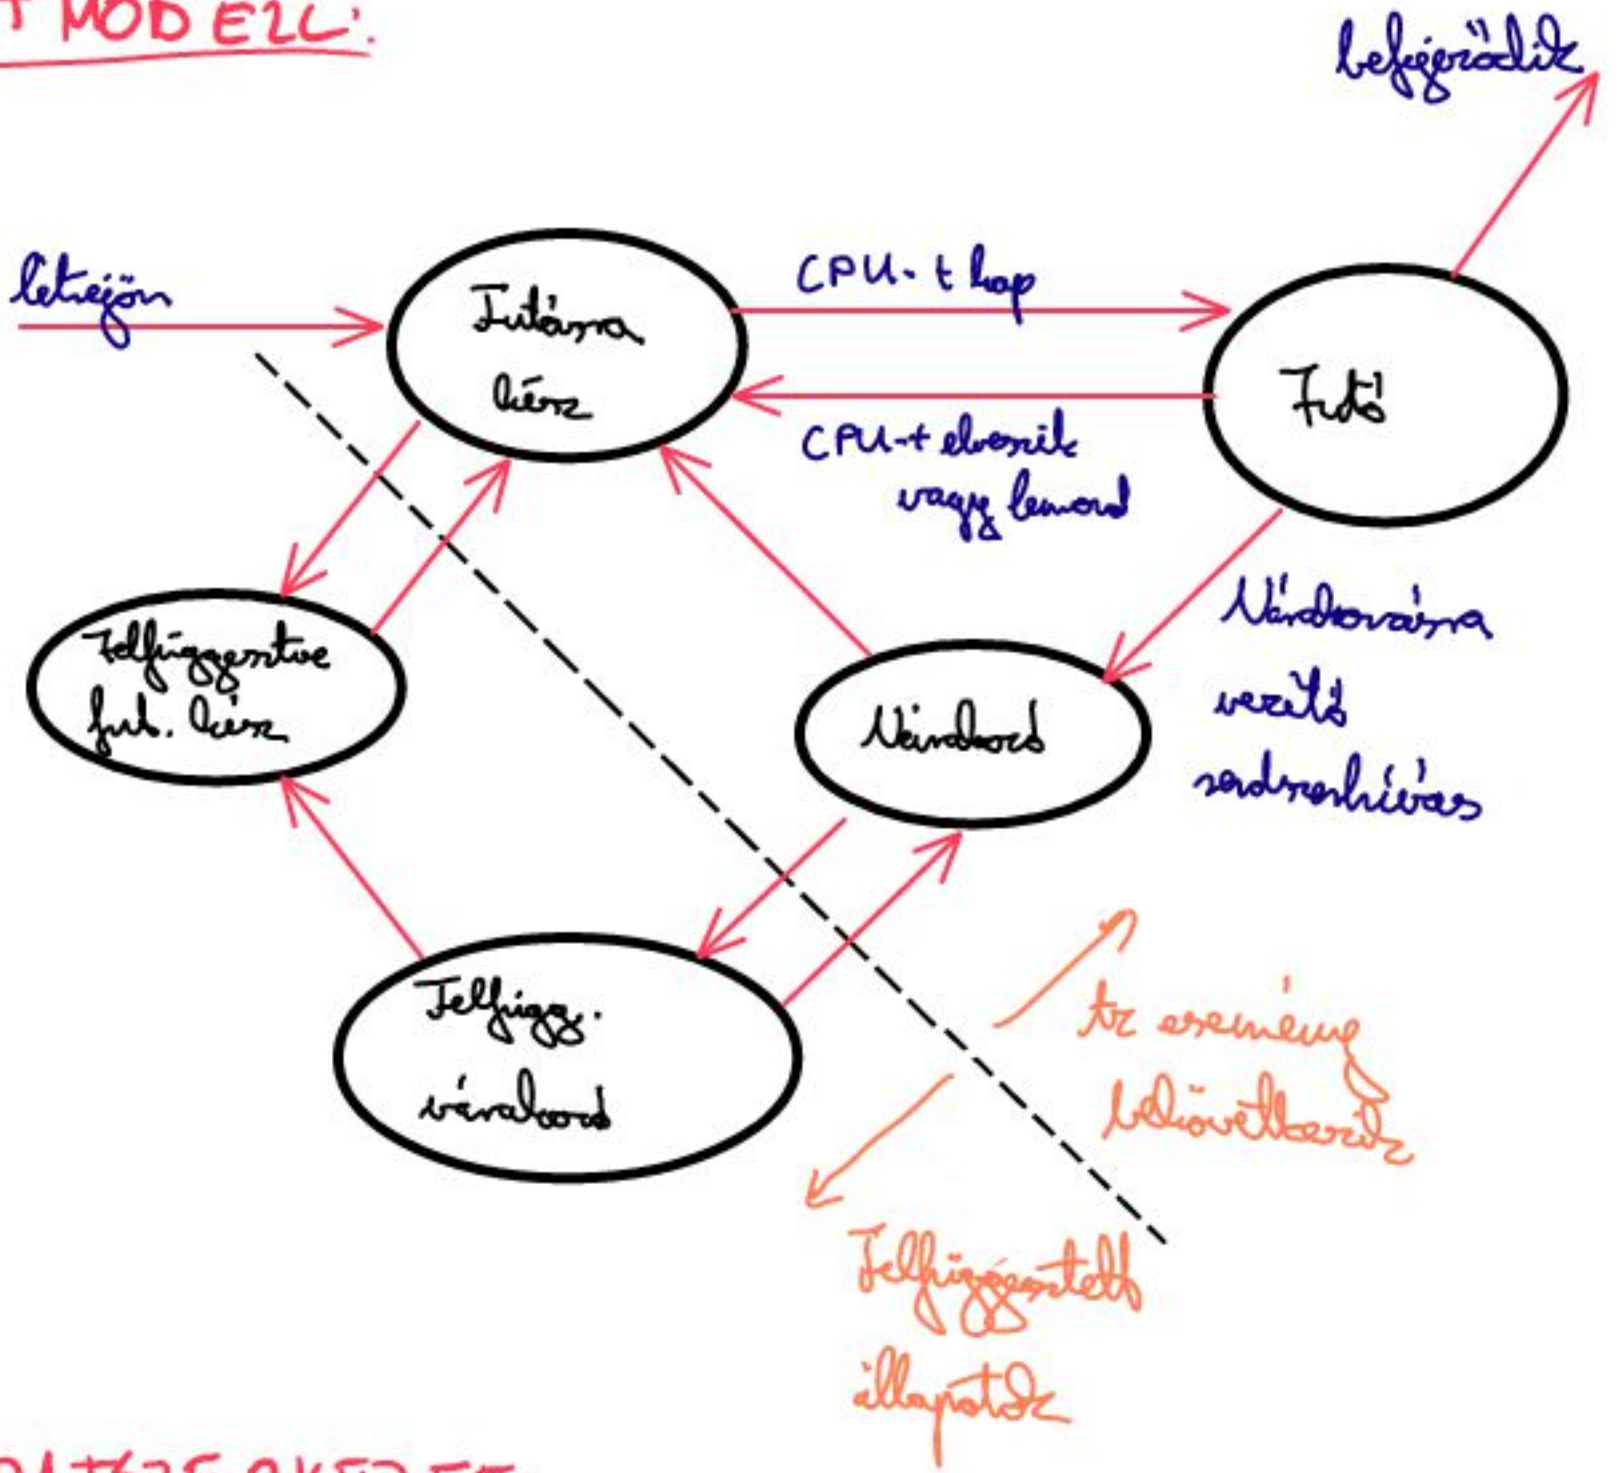 MODELL:
befejeződik
létrejön
CPU-t kap
Futásra
kész
Futó
CPU-t elveszik
vagy lemond
Várakozásra
vezető
rendszerhívás
Felfüggesztve
fut. kész
Várakozó
Felfügg.
várakozó
Az esemény
bekövetkezik
Felfüggesztett
állapotok